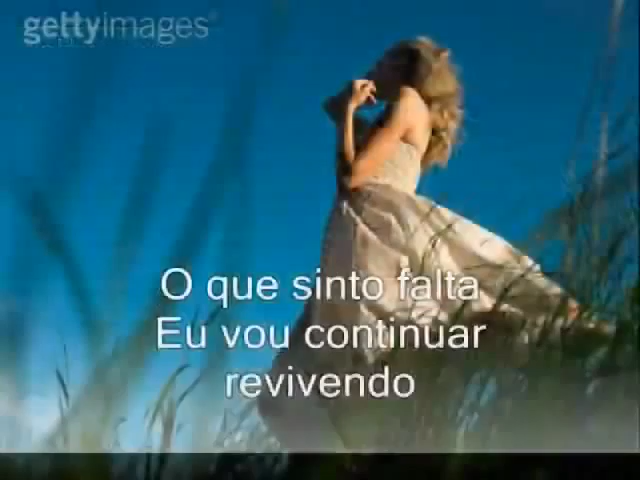 gettyimages®
O que sinto falta
Eu vou continuar
revivendo